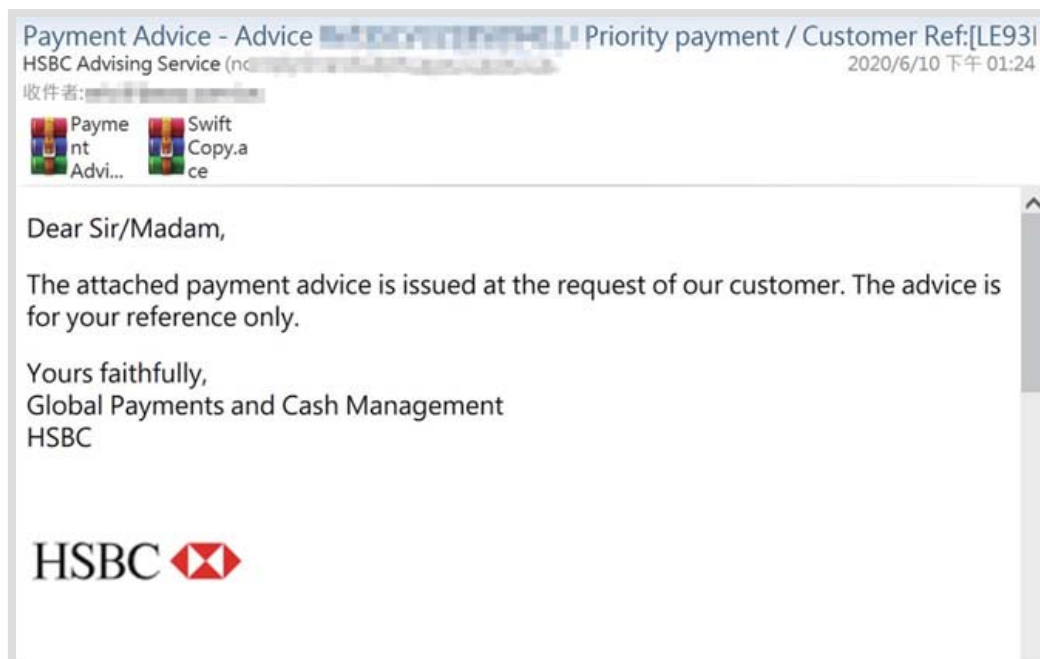 Payment Advice - Advice Priority payment / Customer Ref:[LE93
HSBC Advising Service
2020/6/10 下午 01:24
收件者:
Payme
nt
Advi...
Swift
Copy.a
ce
Dear Sir/Madam,
The attached payment advice is issued at the request of our customer. The advice is
for your reference only.
Yours faithfully,
Global Payments and Cash Management
HSBC
HSBC